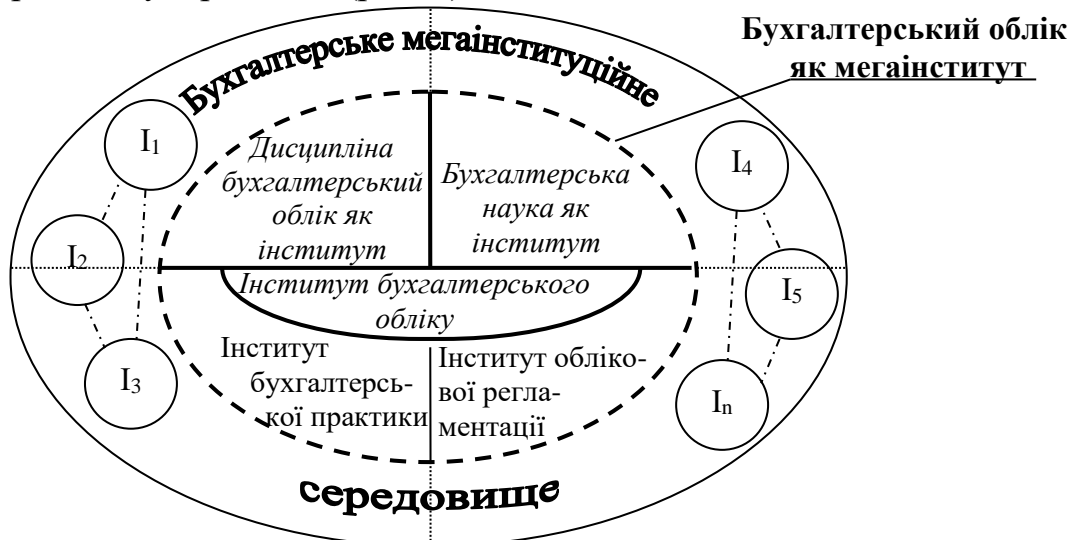 Бухгалтерський облік
як мегаінститут
Бухгалтерське мегаінституційне
I1
I2
I3
Дисципліна
бухгалтерський
облік як
інститут
Бухгалтерська
наука як
інститут
I4
I5
In
Інститут бухгалтерського
обліку
Інститут
бухгалтерсь-
кої практики
Інститут обліко-
вої регла-
ментації
середовище